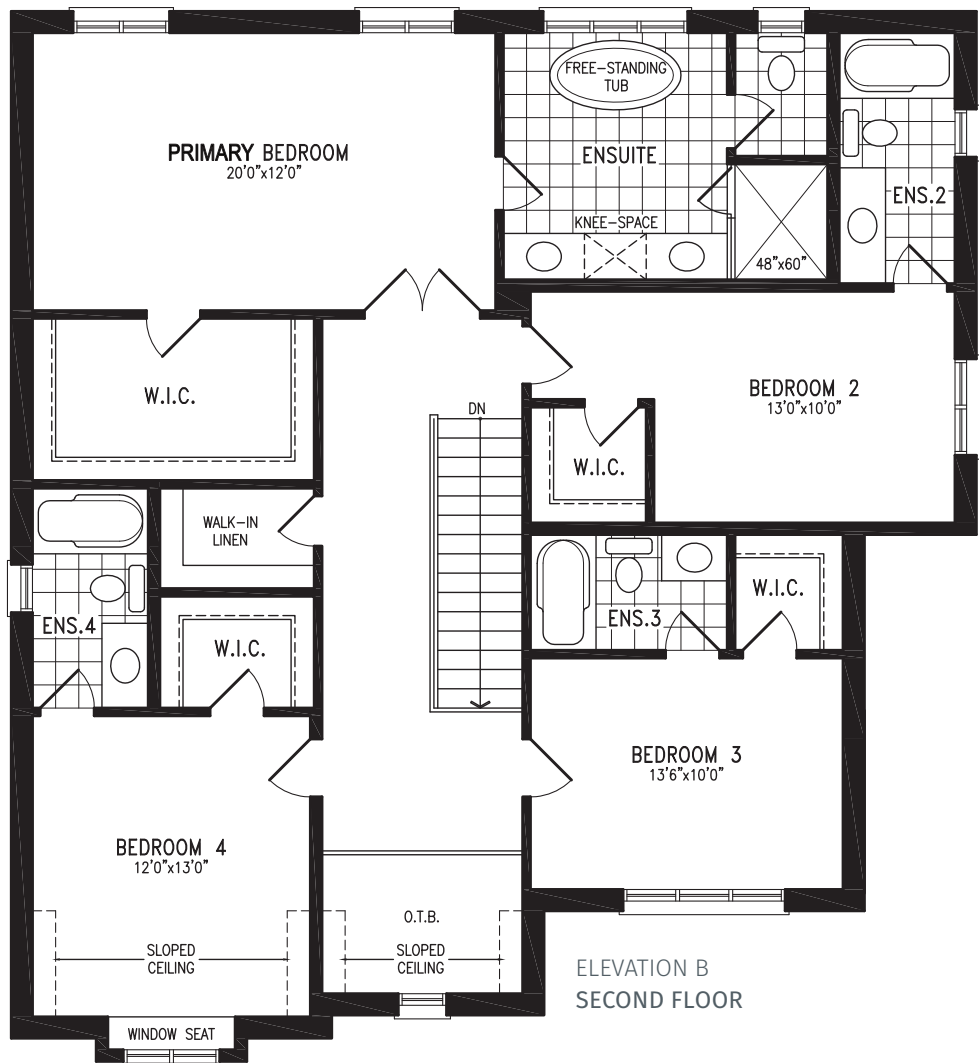 FREE-STANDING
TUB
PRIMARY BEDROOM
20'0"x12'0"
ENSUITE
ENS.2
KNEE-SPACE
48"x60"
W.I.C.
BEDROOM 2
13'0"x10'0"
DN
W.I.C.
WALK-IN
LINEN
W.I.C.
ENS.4
ENS.3
W.I.C.
BEDROOM 3
13'6"x10'0"
BEDROOM 4
12'0"x13'0"
O.T.B.
SLOPED
CEILING
SLOPED
CEILING
WINDOW SEAT
ELEVATION B
SECOND FLOOR